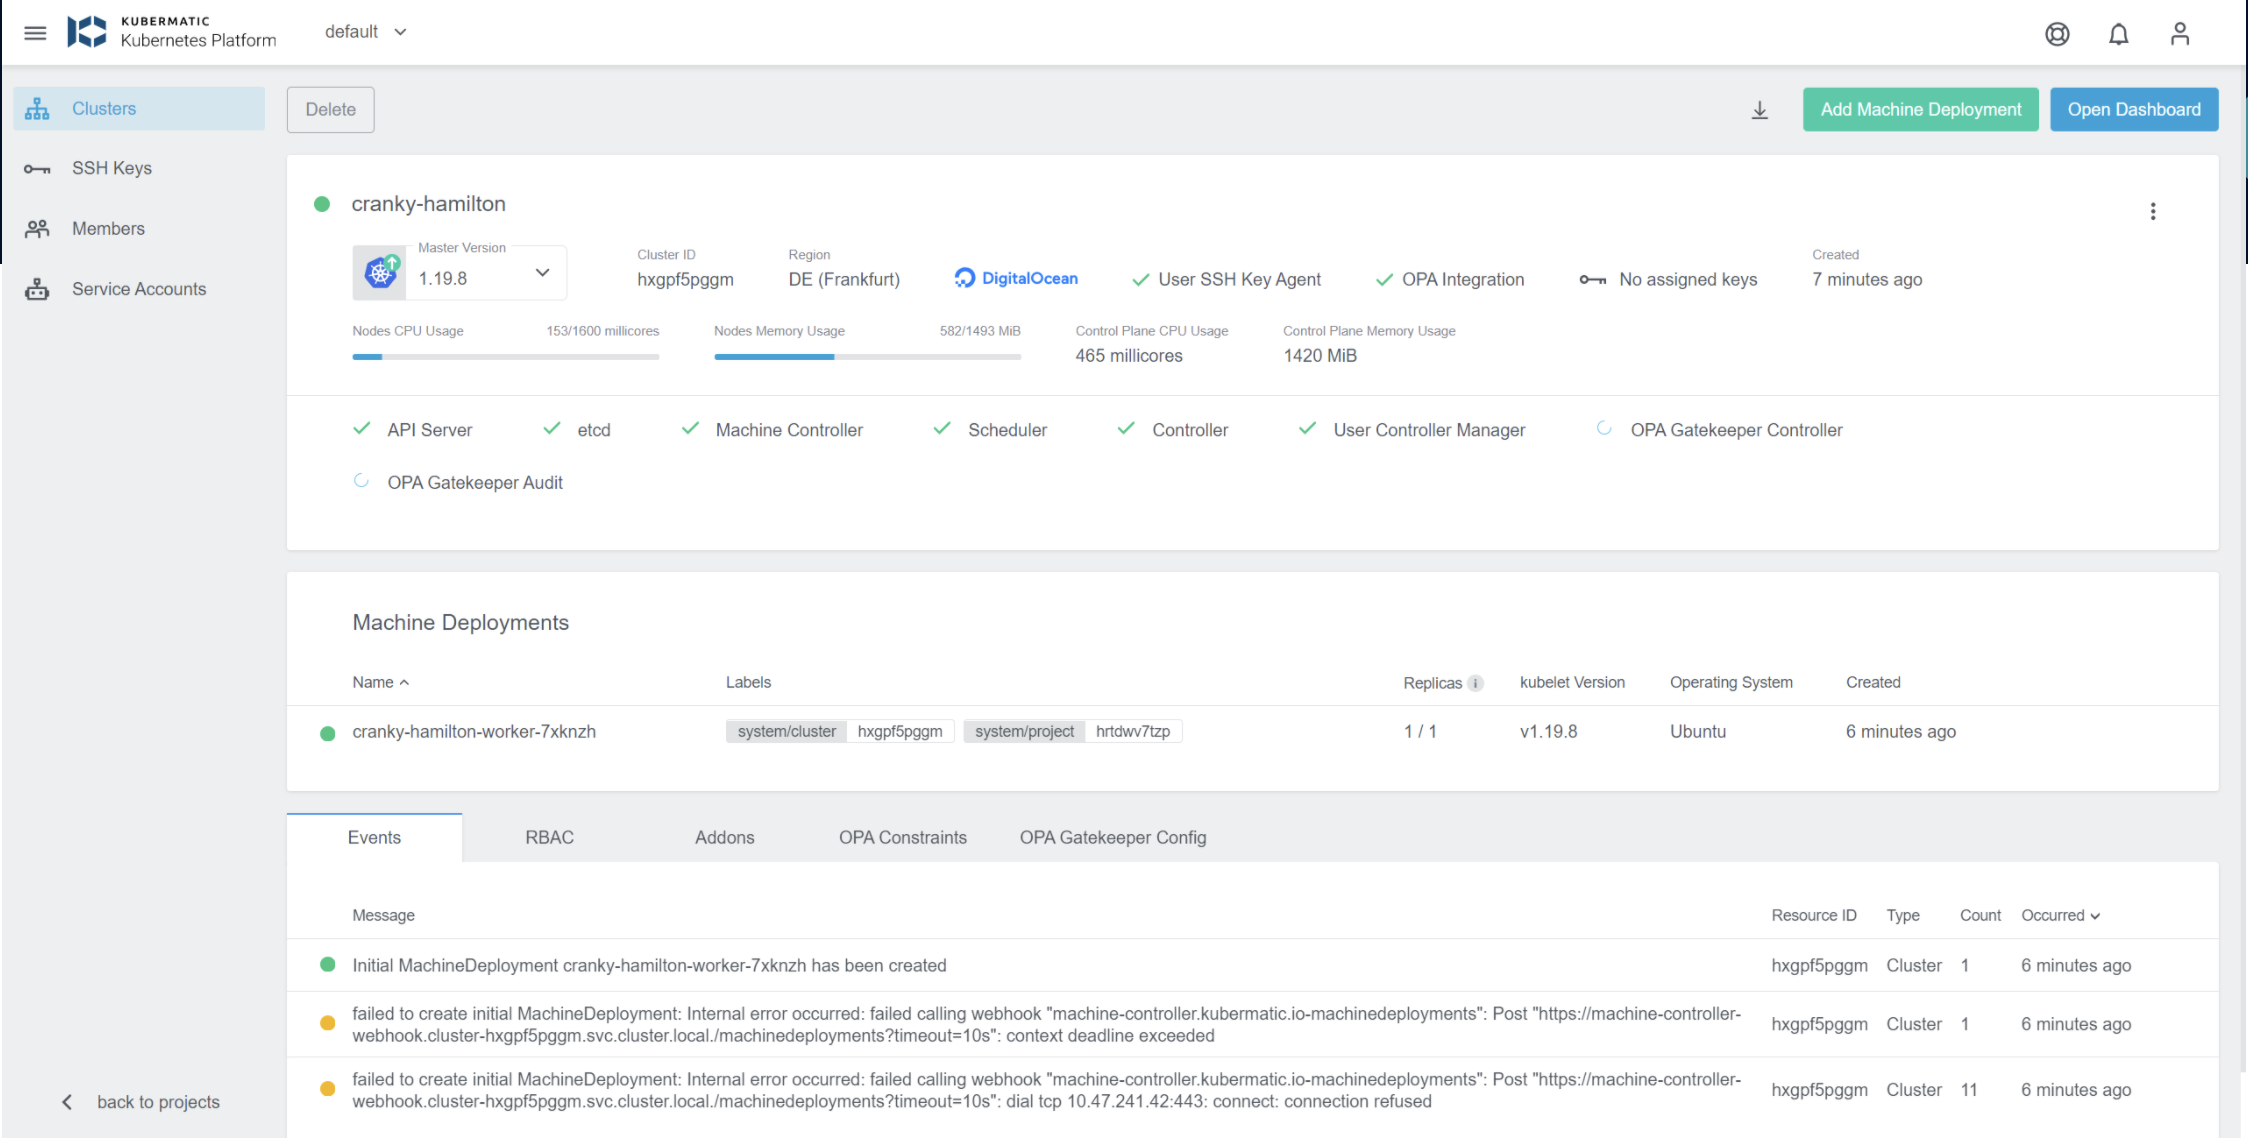 KUBERMATIC
Kubernetes Platform
default
Clusters
SSH Keys
Members
Service Accounts
back to projects
Delete
Add Machine Deployment
Open Dashboard
cranky-hamilton
Master Version
1.19.8
Cluster ID
hxgpf5pggm
Region
DE (Frankfurt)
DigitalOcean
User SSH Key Agent
OPA Integration
No assigned keys
Created
7 minutes ago
Nodes CPU Usage 153/1600 millicores
Nodes Memory Usage 582/1493 MiB
Control Plane CPU Usage
465 millicores
Control Plane Memory Usage
1420 MiB
API Server etcd Machine Controller Scheduler Controller User Controller Manager OPA Gatekeeper Controller
OPA Gatekeeper Audit
Machine Deployments
Name Labels Replicas i kubelet Version Operating System Created
cranky-hamilton-worker-7xknzh system/cluster hxgpf5pggm system/project hrtdwv7tzp 1 / 1 v1.19.8 Ubuntu 6 minutes ago
Events RBAC Addons OPA Constraints OPA Gatekeeper Config
Message Resource ID Type Count Occurred
Initial MachineDeployment cranky-hamilton-worker-7xknzh has been created hxgpf5pggm Cluster 1 6 minutes ago
failed to create initial MachineDeployment: Internal error occurred: failed calling webhook "machine-controller.kubermatic.io-machinedeployments": Post "https://machine-controller-
webhook.cluster-hxgpf5pggm.svc.cluster.local./machinedeployments?timeout=10s": context deadline exceeded
hxgpf5pggm Cluster 1 6 minutes ago
failed to create initial MachineDeployment: Internal error occurred: failed calling webhook "machine-controller.kubermatic.io-machinedeployments": Post "https://machine-controller-
webhook.cluster-hxgpf5pggm.svc.cluster.local./machinedeployments?timeout=10s": dial tcp 10.47.241.42:443: connect: connection refused
hxgpf5pggm Cluster 11 6 minutes ago